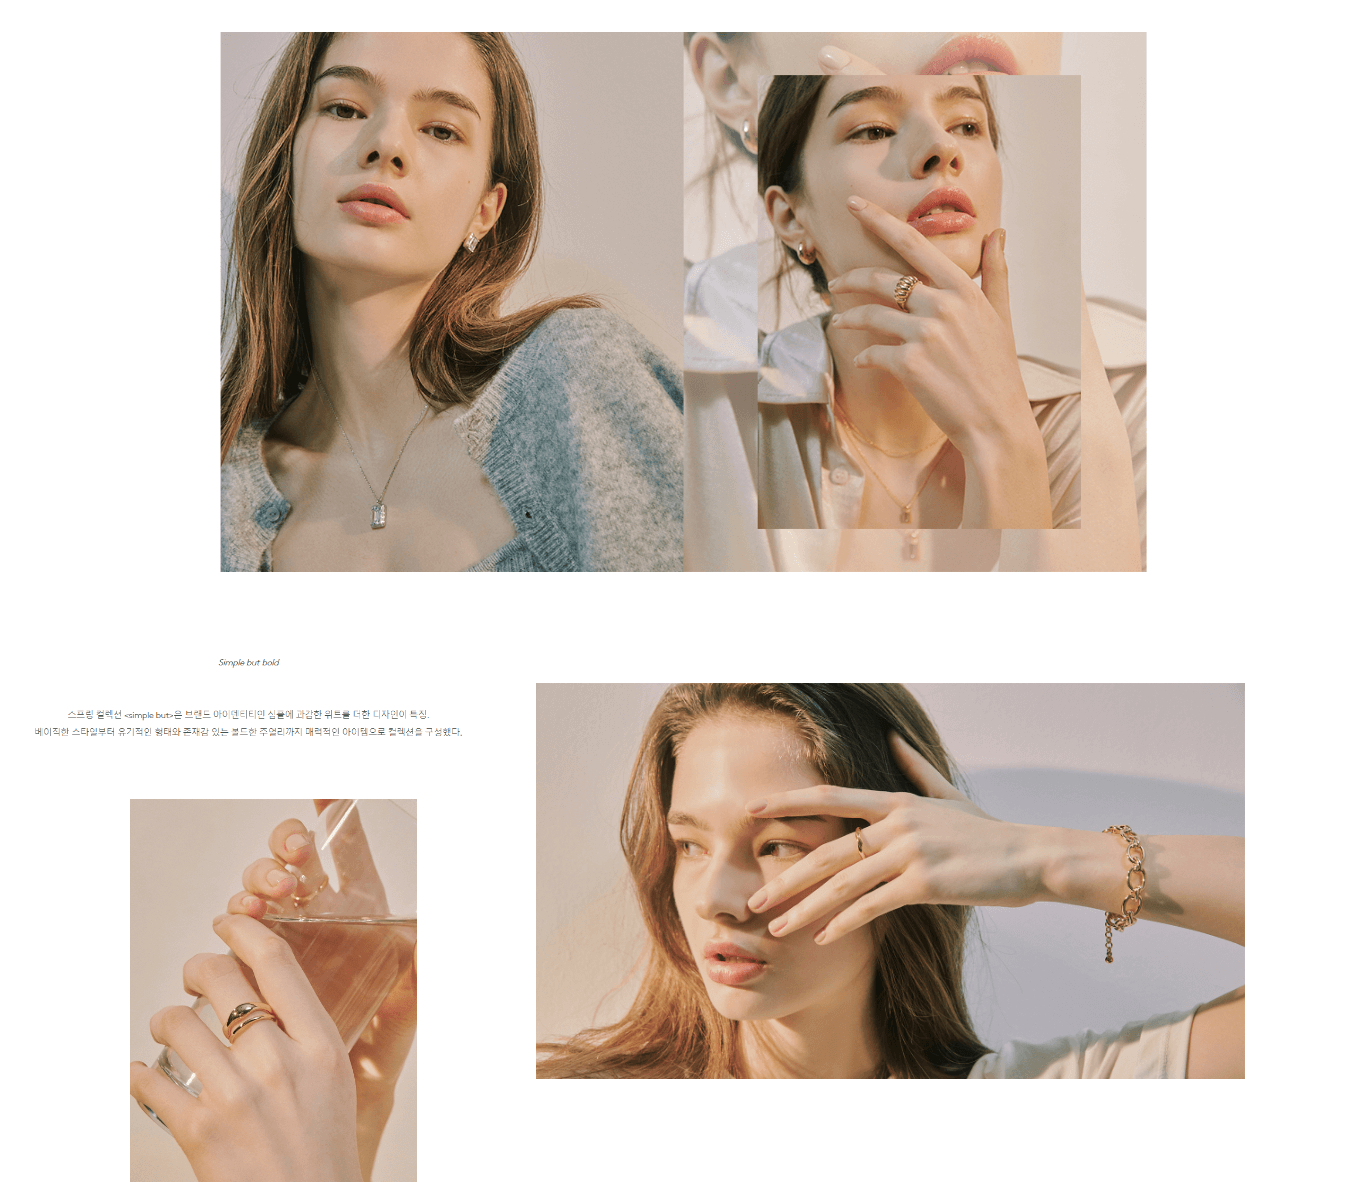 Simple but bold
스프링 컬렉션 <simple but>은 브랜드 아이덴티티인 심플에 과감한 위트를 더한 디자인이 특징.
베이직한 스타일부터 유기적인 형태와 존재감 있는 볼드한 주얼리까지 매력적인 아이템으로 컬렉션을 구성했다.